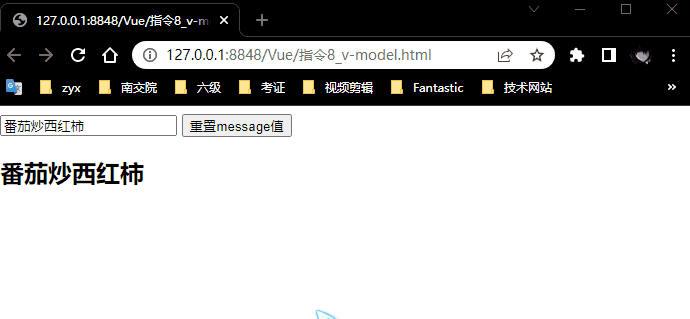 127.0.0.1:8848/Vue/指令8_v-m
127.0.0.1:8848/Vue/指令8_v-model.html
zyx 南交院 六级 考证 视频剪辑 Fantastic 技术网站
番茄炒西红柿 重置message值
番茄炒西红柿